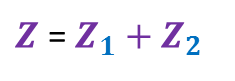 Z = Z₁ + Z₂